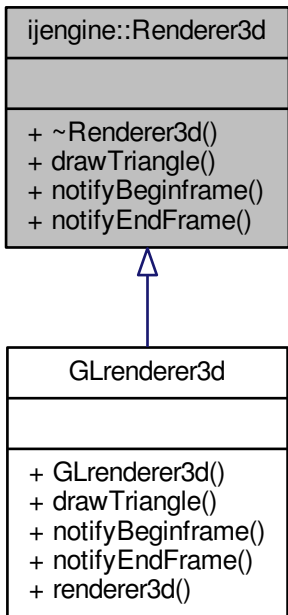 ijengine::Renderer3d
+ ~Renderer3d()
+ drawTriangle()
+ notifyBeginframe()
+ notifyEndFrame()
GLrenderer3d
+ GLrenderer3d()
+ drawTriangle()
+ notifyBeginframe()
+ notifyEndFrame()
+ renderer3d()